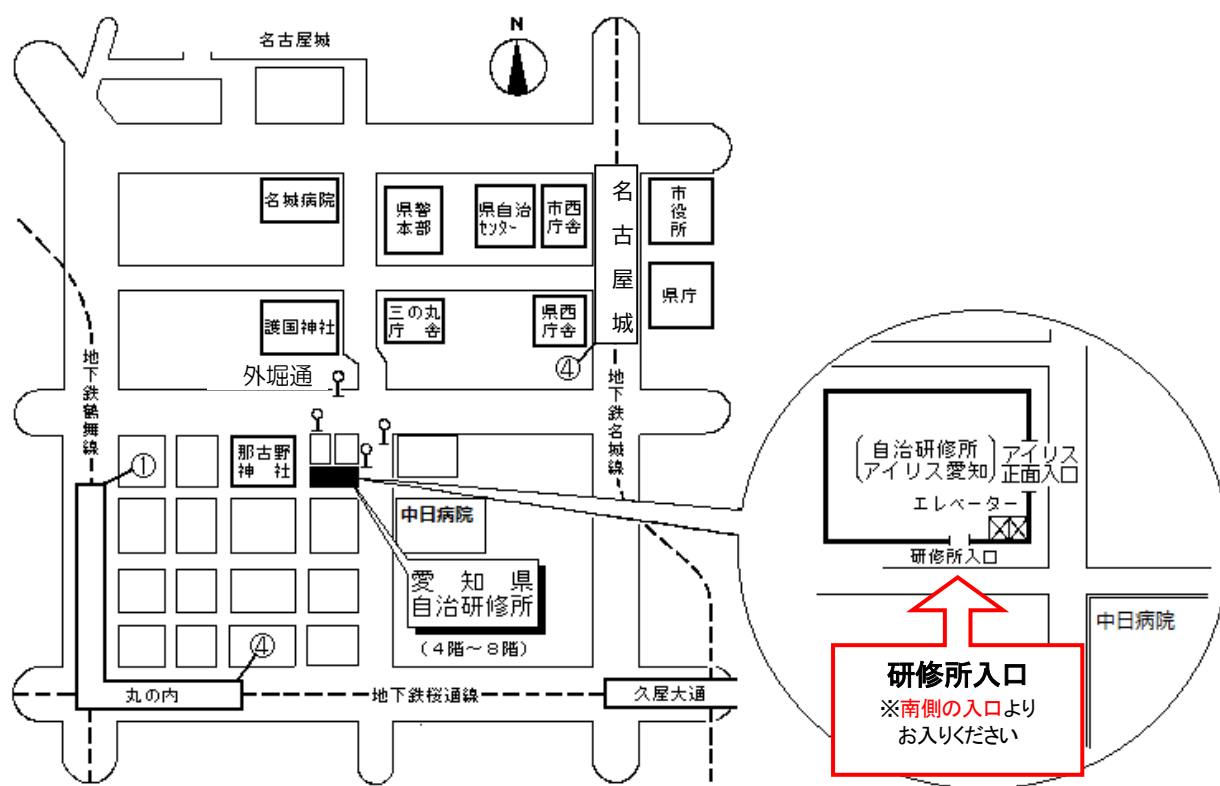 N
名古屋城
名城病院
県警
本部
県自治
センター
市西
庁舎
名
古
屋
城
市
役
所
県庁
護国神社
三の丸
庁舎
県西
庁舎
④
外堀通
地下鉄鶴舞線
地下鉄名城線
①
那古野
神社
中日病院
愛知県
自治研修所
(4階~8階)
④
丸の内
地下鉄桜通線
久屋大通
自治研修所
アイリス愛知
アイリス
正面入口
エレベーター
研修所入口
中日病院
研修所入口
※南側の入口より
お入りください